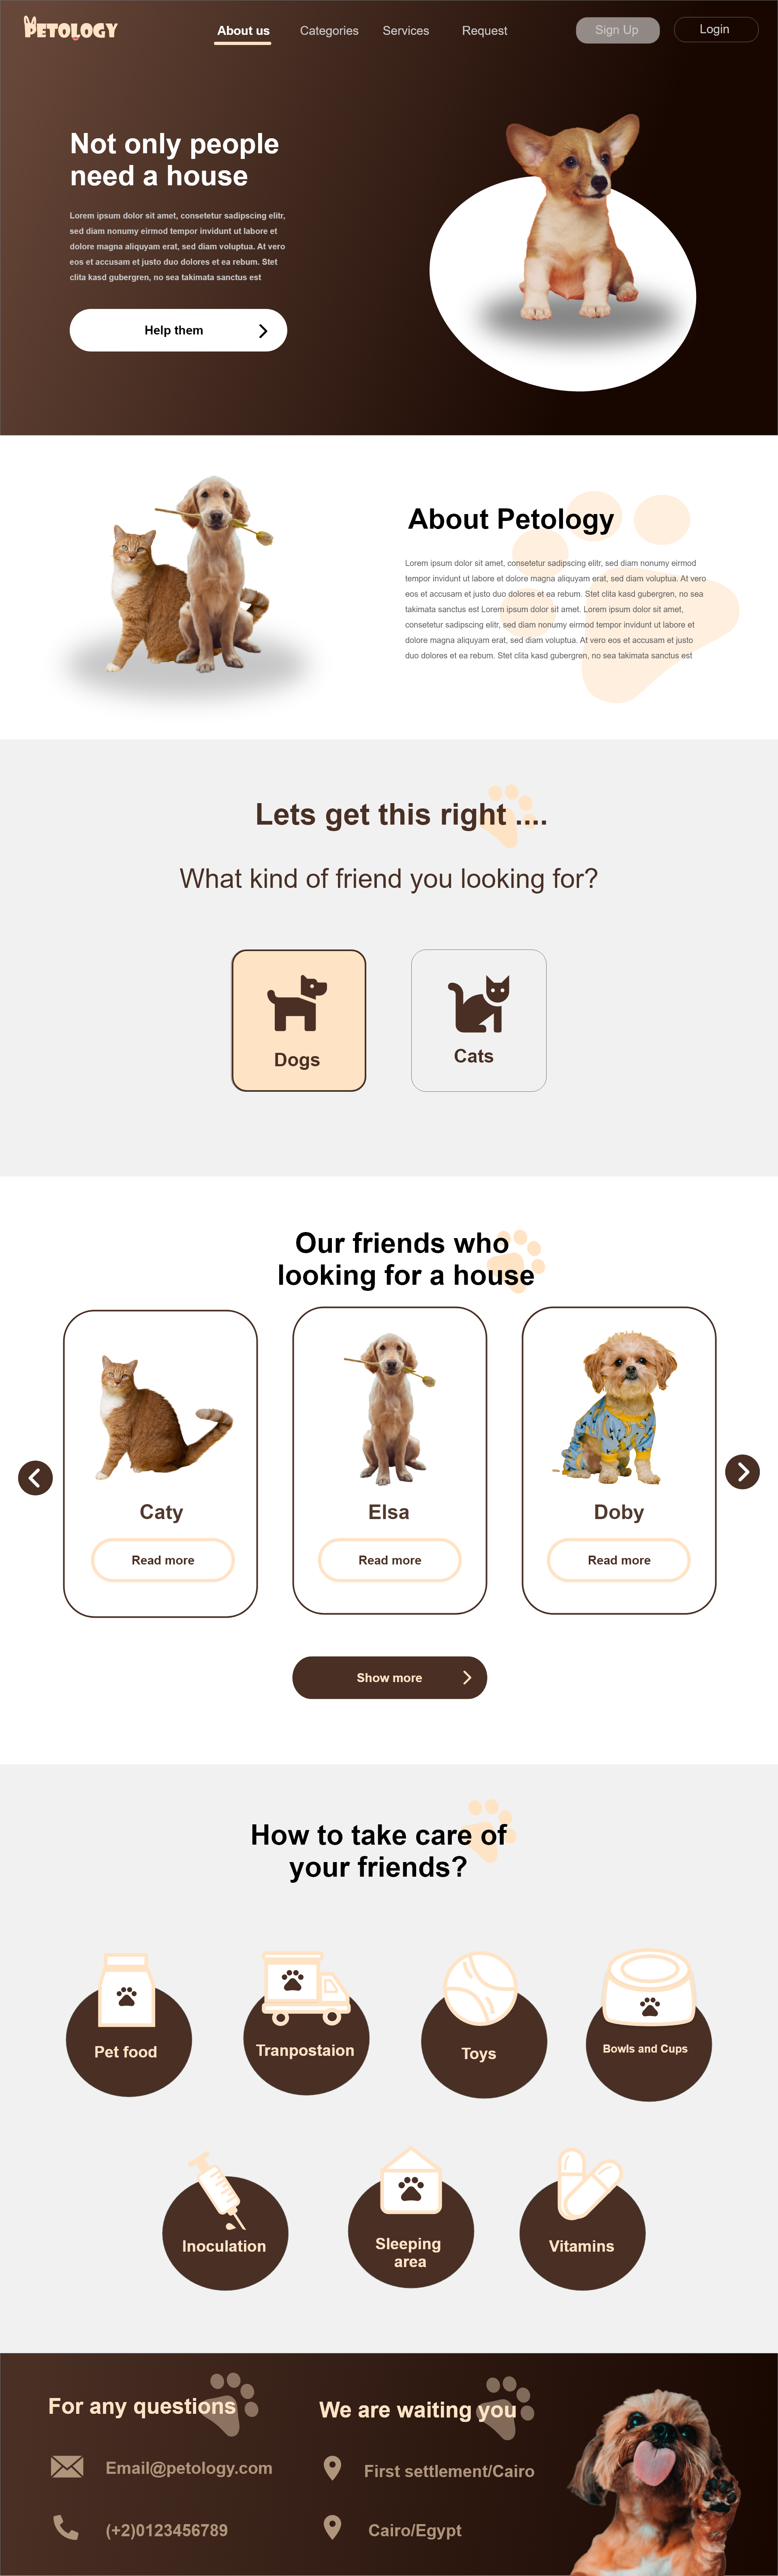 PETOLOGY
About us
Categories
Services
Request
Sign Up
Login
Not only people
need a house
Lorem ipsum dolor sit amet, consetetur sadipscing elitr,
sed diam nonumy eirmod tempor invidunt ut labore et
dolore magna aliquyam erat, sed diam voluptua. At vero
eos et accusam et justo duo dolores et ea rebum. Stet
clita kasd gubergren, no sea takimata sanctus est
Help them
About Petology
Lorem ipsum dolor sit amet, consetetur sadipscing elitr, sed diam nonumy eirmod
tempor invidunt ut labore et dolore magna aliquyam erat, sed diam voluptua. At vero
eos et accusam et justo duo dolores et ea rebum. Stet clita kasd gubergren, no sea
takimata sanctus est Lorem ipsum dolor sit amet. Lorem ipsum dolor sit amet,
consetetur sadipscing elitr, sed diam nonumy eirmod tempor invidunt ut labore et
dolore magna aliquyam erat, sed diam voluptua. At vero eos et accusam et justo
duo dolores et ea rebum. Stet clita kasd gubergren, no sea takimata sanctus est
Lets get this right ....
What kind of friend you looking for?
Dogs
Cats
Our friends who
looking for a house
Caty
Elsa
Doby
Read more
Read more
Read more
Show more
How to take care of
your friends?
Pet food
Tranpostaion
Toys
Bowls and Cups
Inoculation
Sleeping
area
Vitamins
For any questions
We are waiting you
Email@petology.com
First settlement/Cairo
(+2)0123456789
Cairo/Egypt